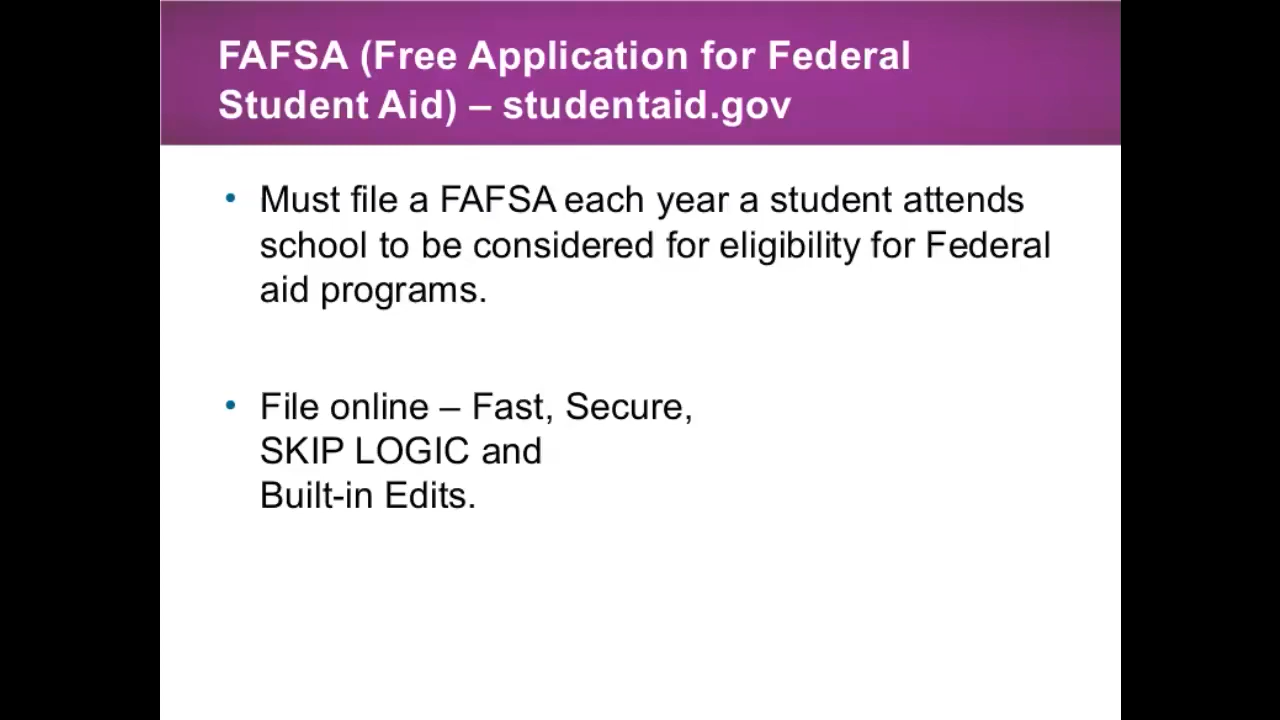 FAFSA (Free Application for Federal
Student Aid) – studentaid.gov
• Must file a FAFSA each year a student attends
school to be considered for eligibility for Federal
aid programs.
• File online – Fast, Secure,
SKIP LOGIC and
Built-in Edits.